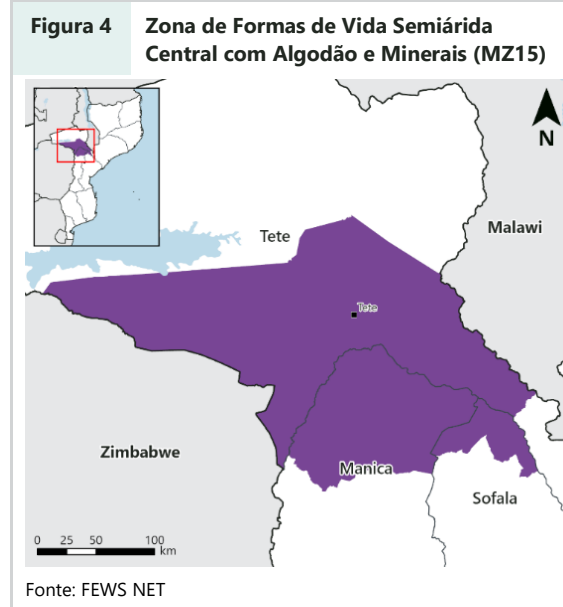 Figura 4
Zona de Formas de Vida Semiárida
Central com Algodão e Minerais (MZ15)
N
Malawi
Tete
Tete
Zimbabwe
Manica
Sofala
0 25 50 100
km
Fonte: FEWS NET